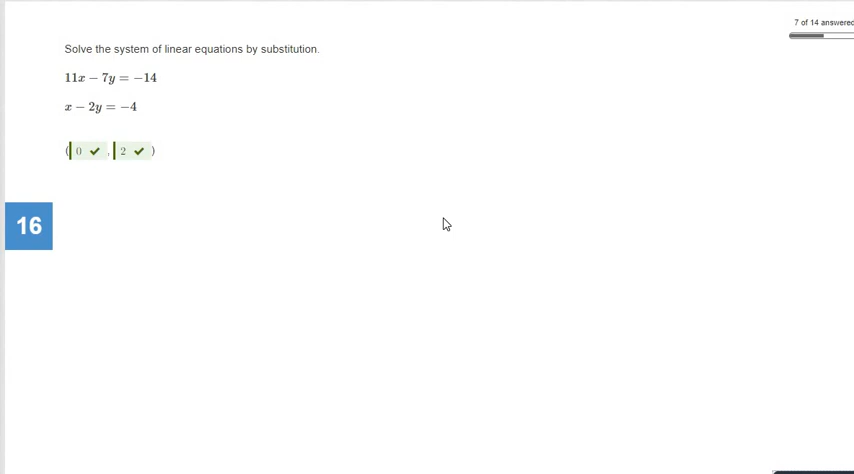 7 of 14 answered
Solve the system of linear equations by substitution.
11x − 7y = −14
x − 2y = −4
( 0 ✔ , 2 ✔ )
16